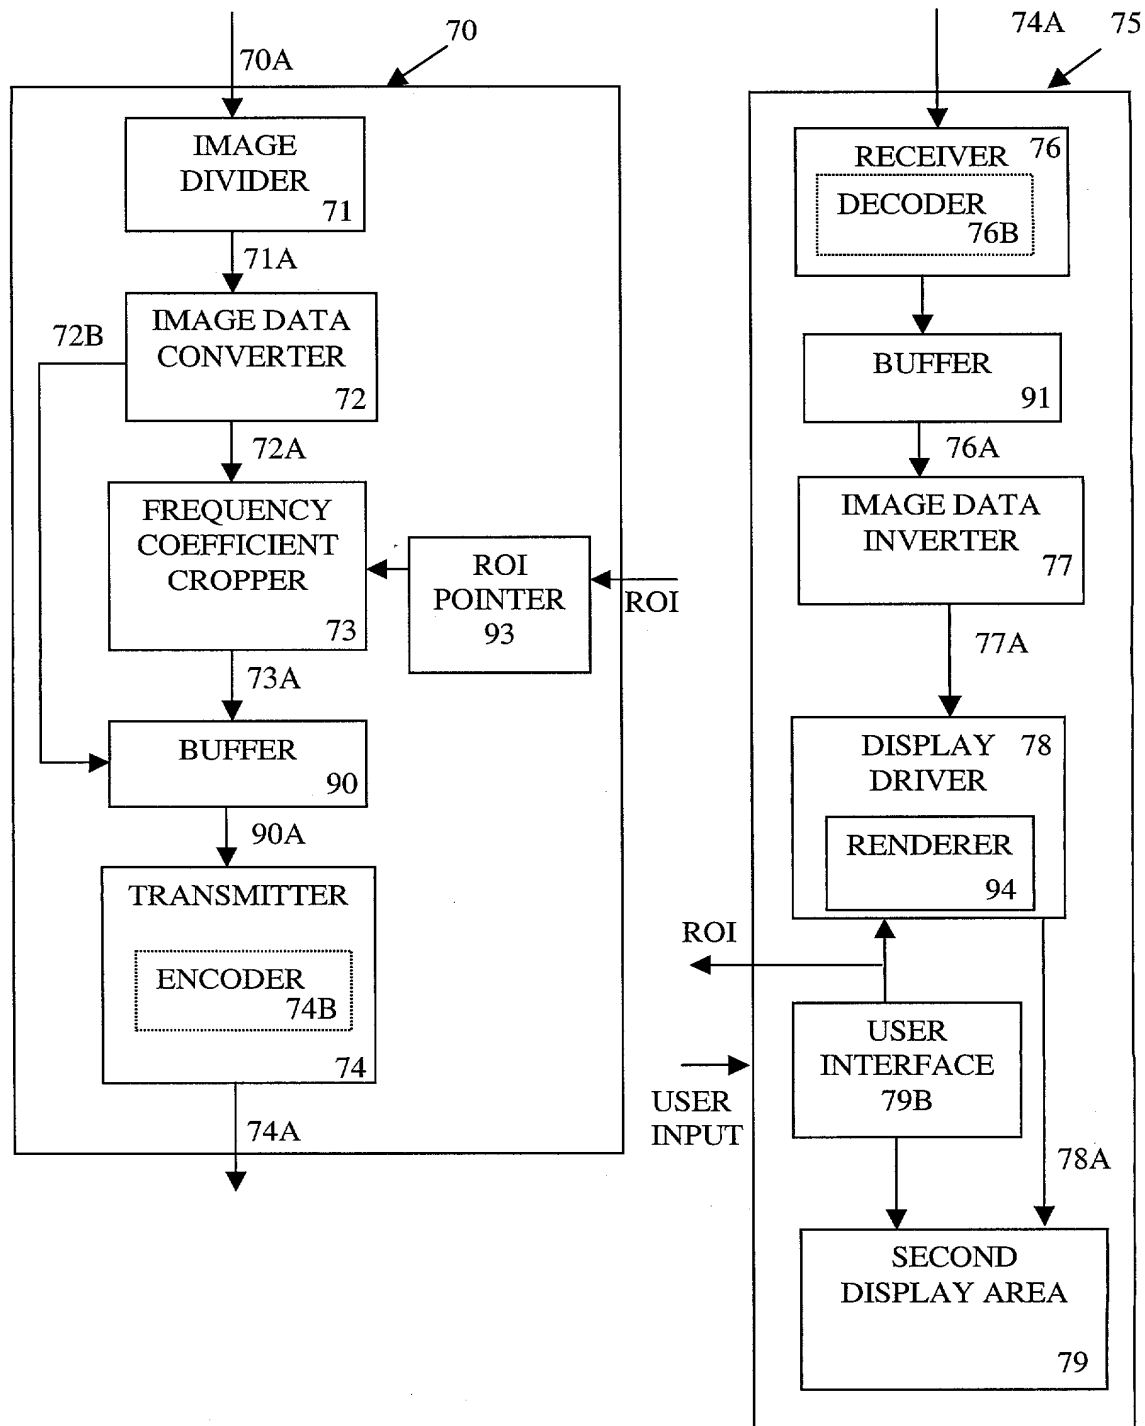 70A
70
IMAGE
DIVIDER
71
71A
72B
IMAGE DATA
CONVERTER
72
72A
FREQUENCY
COEFFICIENT
CROPPER
73
ROI
POINTER
93
ROI
73A
BUFFER
90
90A
TRANSMITTER
ENCODER
74B
74
74A
74A
75
RECEIVER
76
DECODER
76B
BUFFER
91
76A
IMAGE DATA
INVERTER
77
77A
DISPLAY
DRIVER
78
RENDERER
94
ROI
USER
INTERFACE
79B
USER
INPUT
78A
SECOND
DISPLAY AREA
79